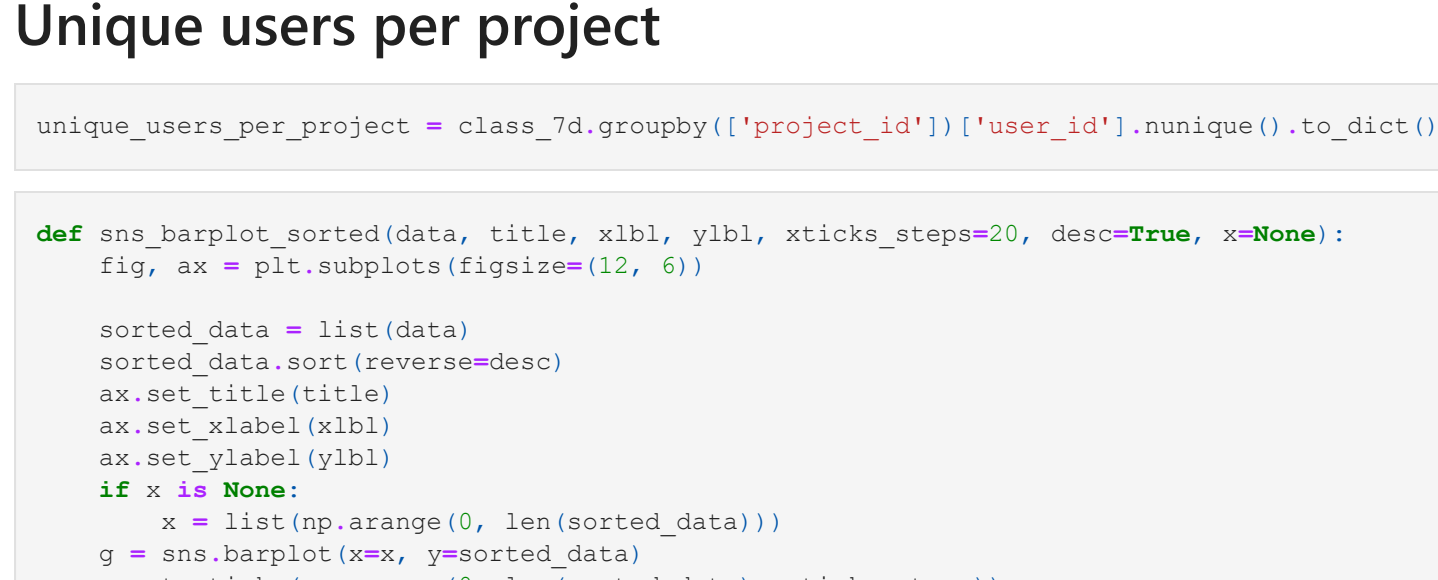 Unique users per project
unique_users_per_project = class_7d.groupby(['project_id'])['user_id'].nunique().to_dict()
def sns_barplot_sorted(data, title, xlbl, ylbl, xticks_steps=20, desc=True, x=None):
    fig, ax = plt.subplots(figsize=(12, 6))
    sorted_data = list(data)
    sorted_data.sort(reverse=desc)
    ax.set_title(title)
    ax.set_xlabel(xlbl)
    ax.set_ylabel(ylbl)
    if x is None:
        x = list(np.arange(0, len(sorted_data)))
    g = sns.barplot(x=x, y=sorted_data)